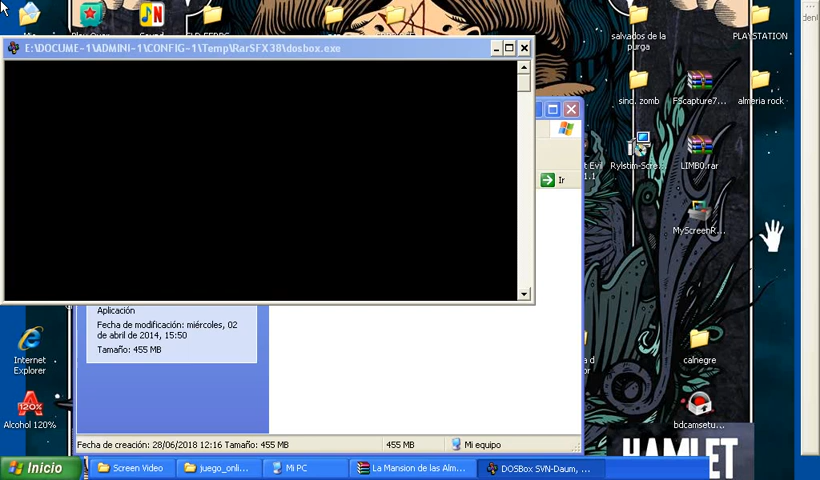 Sound
salvados de la
purga
PLAYSTATION
E:\DOCUME~1\ADMINI~1\CONFIG~1\Temp\RarSFX38\dosbox.exe
sinc. zomb
FScapture7...
almeria rock
Ir
Rylstim-Scre...
LIMBO.rar
MyScreenR...
Aplicación
Fecha de modificación: miércoles, 02
de abril de 2014, 15:50
Tamaño: 455 MB
Internet
Explorer
calnegre
Alcohol 120%
bdcamsetu...
HAMLET
Fecha de creación: 28/06/2018 12:16 Tamaño: 455 MB
455 MB
Mi equipo
Inicio
Screen Video
juego_onli...
Mi PC
La Mansion de las Alm...
DOSBox SVN-Daum, ...